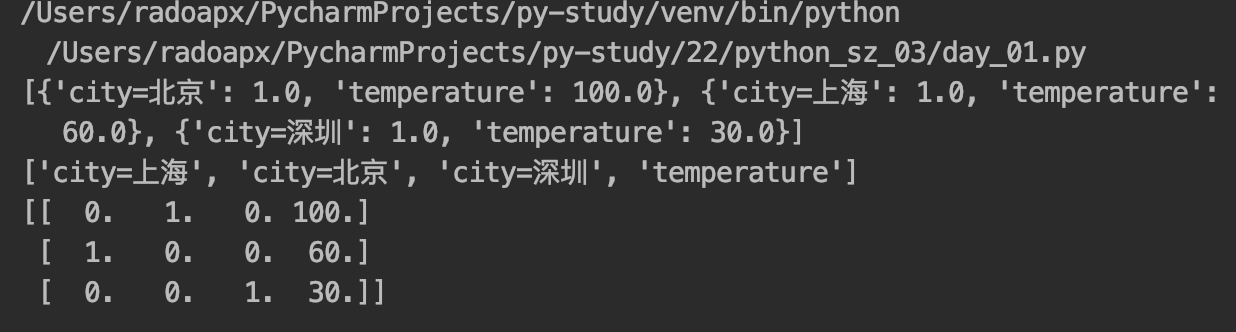 /Users/radoapx/PycharmProjects/py-study/venv/bin/python
/Users/radoapx/PycharmProjects/py-study/22/python_sz_03/day_01.py
[{'city=北京': 1.0, 'temperature': 100.0}, {'city=上海': 1.0, 'temperature':
60.0}, {'city=深圳': 1.0, 'temperature': 30.0}]
['city=上海', 'city=北京', 'city=深圳', 'temperature']
[[  0.   1.   0. 100.]
 [  1.   0.   0.  60.]
 [  0.   0.   1.  30.]]